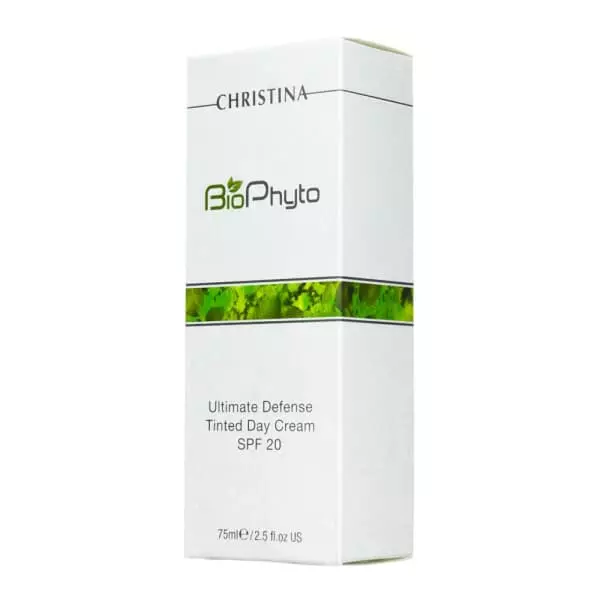 CHRISTINA
BioPhyto
Ultimate Defense
Tinted Day Cream
SPF 20
75ml℮/2.5 fl.oz US